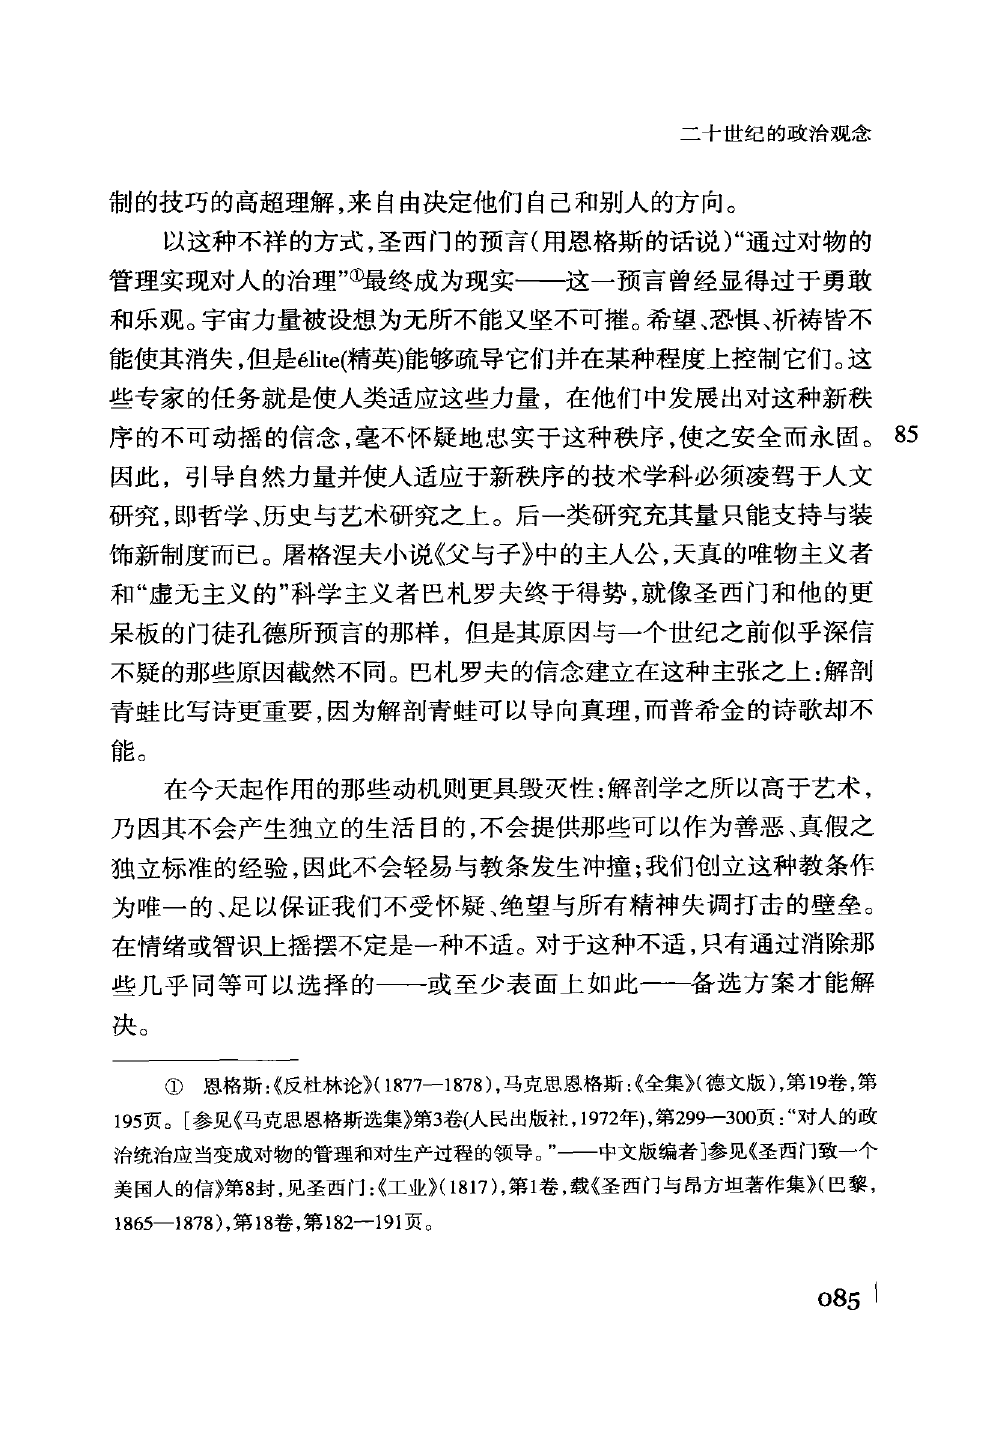 二十世纪的政治观念
制的技巧的高超理解,来自由决定他们自己和别人的方向。
以这种不祥的方式,圣西门的预言(用恩格斯的话说)“通过对物的
管理实现对人的治理”①最终成为现实——这一预言曾经显得过于勇敢
和乐观。宇宙力量被设想为无所不能又坚不可摧。希望、恐惧、祈祷皆不
能使其消失,但是élite(精英)能够疏导它们并在某种程度上控制它们。这
些专家的任务就是使人类适应这些力量, 在他们中发展出对这种新秩
序的不可动摇的信念,毫不怀疑地忠实于这种秩序,使之安全而永固。 85
因此, 引导自然力量并使人适应于新秩序的技术学科必须凌驾于人文
研究,即哲学、历史与艺术研究之上。后一类研究充其量只能支持与装
饰新制度而已。屠格涅夫小说《父与子》中的主人公,天真的唯物主义者
和“虚无主义的”科学主义者巴札罗夫终于得势,就像圣西门和他的更
呆板的门徒孔德所预言的那样, 但是其原因与一个世纪之前似乎深信
不疑的那些原因截然不同。巴札罗夫的信念建立在这种主张之上:解剖
青蛙比写诗更重要,因为解剖青蛙可以导向真理,而普希金的诗歌却不
能。
在今天起作用的那些动机则更具毁灭性:解剖学之所以高于艺术,
乃因其不会产生独立的生活目的,不会提供那些可以作为善恶、真假之
独立标准的经验,因此不会轻易与教条发生冲撞;我们创立这种教条作
为唯一的、足以保证我们不受怀疑、绝望与所有精神失调打击的壁垒。
在情绪或智识上摇摆不定是一种不适。对于这种不适,只有通过消除那
些几乎同等可以选择的——或至少表面上如此——备选方案才能解
决。
① 恩格斯:《反杜林论》(1877—1878),马克思恩格斯:《全集》(德文版),第19卷,第
195页。[参见《马克思恩格斯选集》第3卷(人民出版社,1972年),第299—300页:“对人的政
治统治应当变成对物的管理和对生产过程的领导。”——中文版编者]参见《圣西门致一个
美国人的信》第8封,见圣西门:《工业》(1817),第1卷,载《圣西门与昂方坦著作集》(巴黎,
1865—1878),第18卷,第182—191页。
085